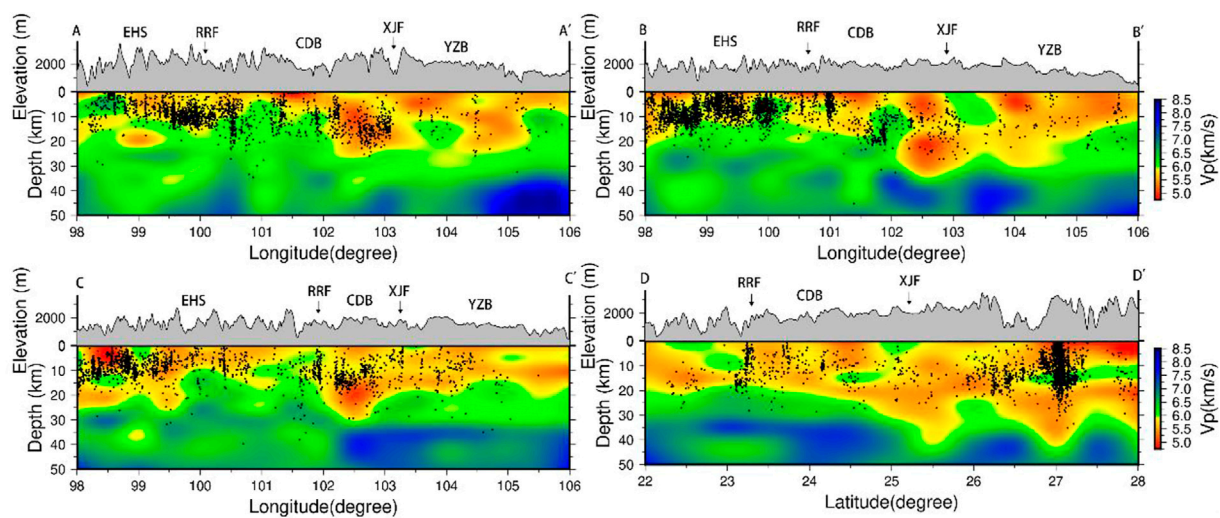 A EHS RRF CDB XJF YZB A′
Elevation (m)
2000
0
Depth (km)
0
10
20
30
40
50
98 99 100 101 102 103 104 105 106
Longitude(degree)
B EHS RRF CDB XJF YZB B′
Elevation (m)
2000
0
Depth (km)
0
10
20
30
40
50
98 99 100 101 102 103 104 105 106
Longitude(degree)
8.5
8.0
7.5
7.0
6.5
6.0
5.5
5.0
Vp(km/s)
C EHS RRF CDB XJF YZB C′
Elevation (m)
2000
0
Depth (km)
0
10
20
30
40
50
98 99 100 101 102 103 104 105 106
Longitude(degree)
D RRF CDB XJF D′
Elevation (m)
2000
0
Depth (km)
0
10
20
30
40
50
22 23 24 25 26 27 28
Latitude(degree)
8.5
8.0
7.5
7.0
6.5
6.0
5.5
5.0
Vp(km/s)